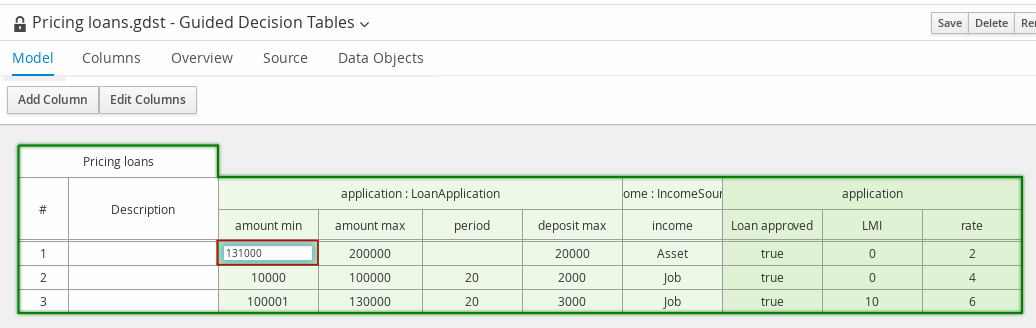 Pricing loans.gdst - Guided Decision Tables
Save Delete Re
Model Columns Overview Source Data Objects
Add Column Edit Columns
Pricing loans
# Description application : LoanApplication ome : IncomeSour application
amount min amount max period deposit max income Loan approved LMI rate
1 131000 200000 20000 Asset true 0 2
2 10000 100000 20 2000 Job true 0 4
3 100001 130000 20 3000 Job true 10 6